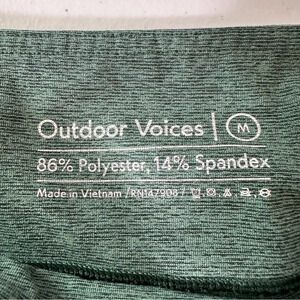 Outdoor Voices | M
86% Polyester, 14% Spandex
Made in Vietnam /RN147908/